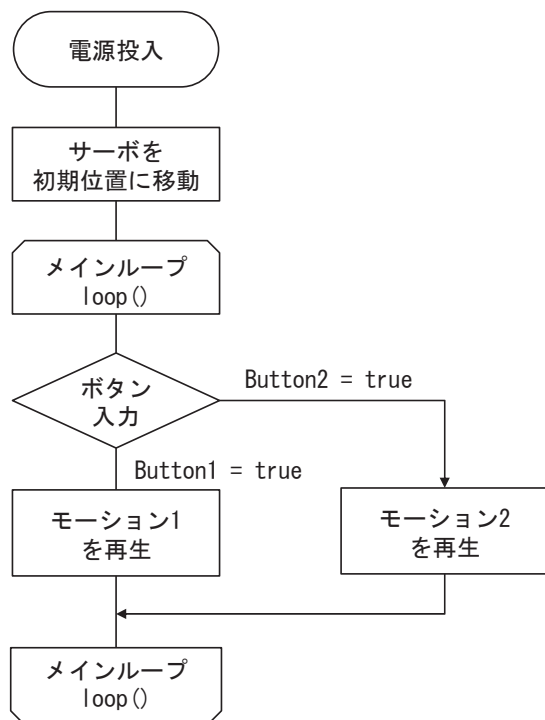 電源投入
サーボを
初期位置に移動
メインループ
loop()
ボタン
入力
Button2 = true
Button1 = true
モーション1
を再生
モーション2
を再生
メインループ
loop()